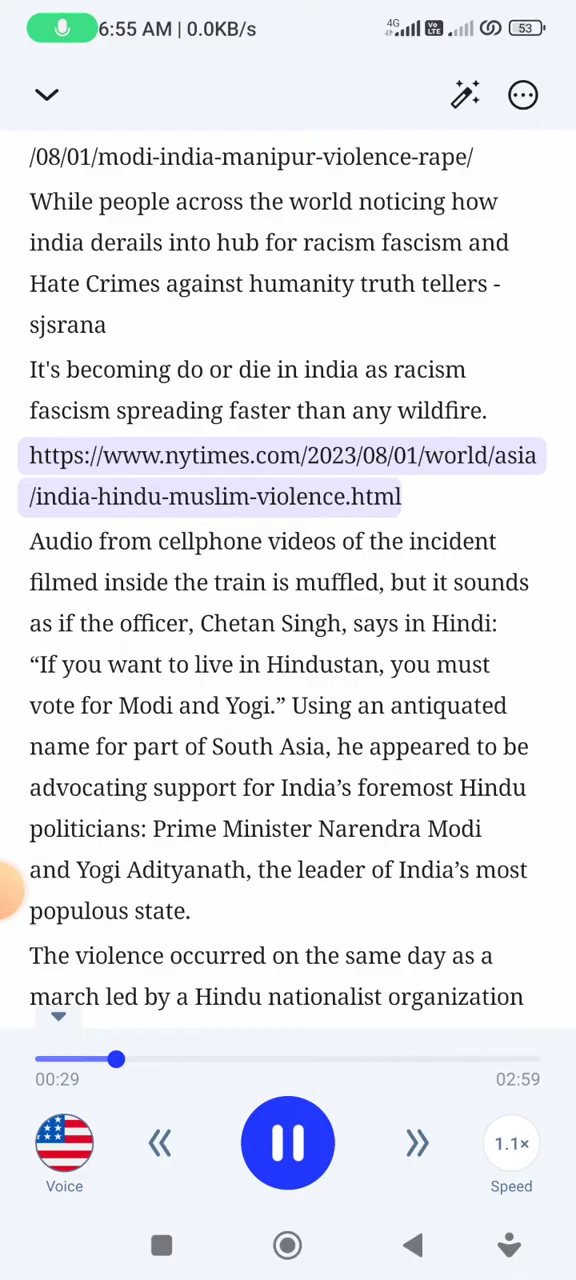 6:55 AM | 0.0KB/s
4G
Vo
LTE
53
/08/01/modi-india-manipur-violence-rape/
While people across the world noticing how
india derails into hub for racism fascism and
Hate Crimes against humanity truth tellers -
sjsrana
It's becoming do or die in india as racism
fascism spreading faster than any wildfire.
https://www.nytimes.com/2023/08/01/world/asia
/india-hindu-muslim-violence.html
Audio from cellphone videos of the incident
filmed inside the train is muffled, but it sounds
as if the officer, Chetan Singh, says in Hindi:
“If you want to live in Hindustan, you must
vote for Modi and Yogi.” Using an antiquated
name for part of South Asia, he appeared to be
advocating support for India’s foremost Hindu
politicians: Prime Minister Narendra Modi
and Yogi Adityanath, the leader of India’s most
populous state.
The violence occurred on the same day as a
march led by a Hindu nationalist organization
00:29
02:59
1.1×
Voice
Speed